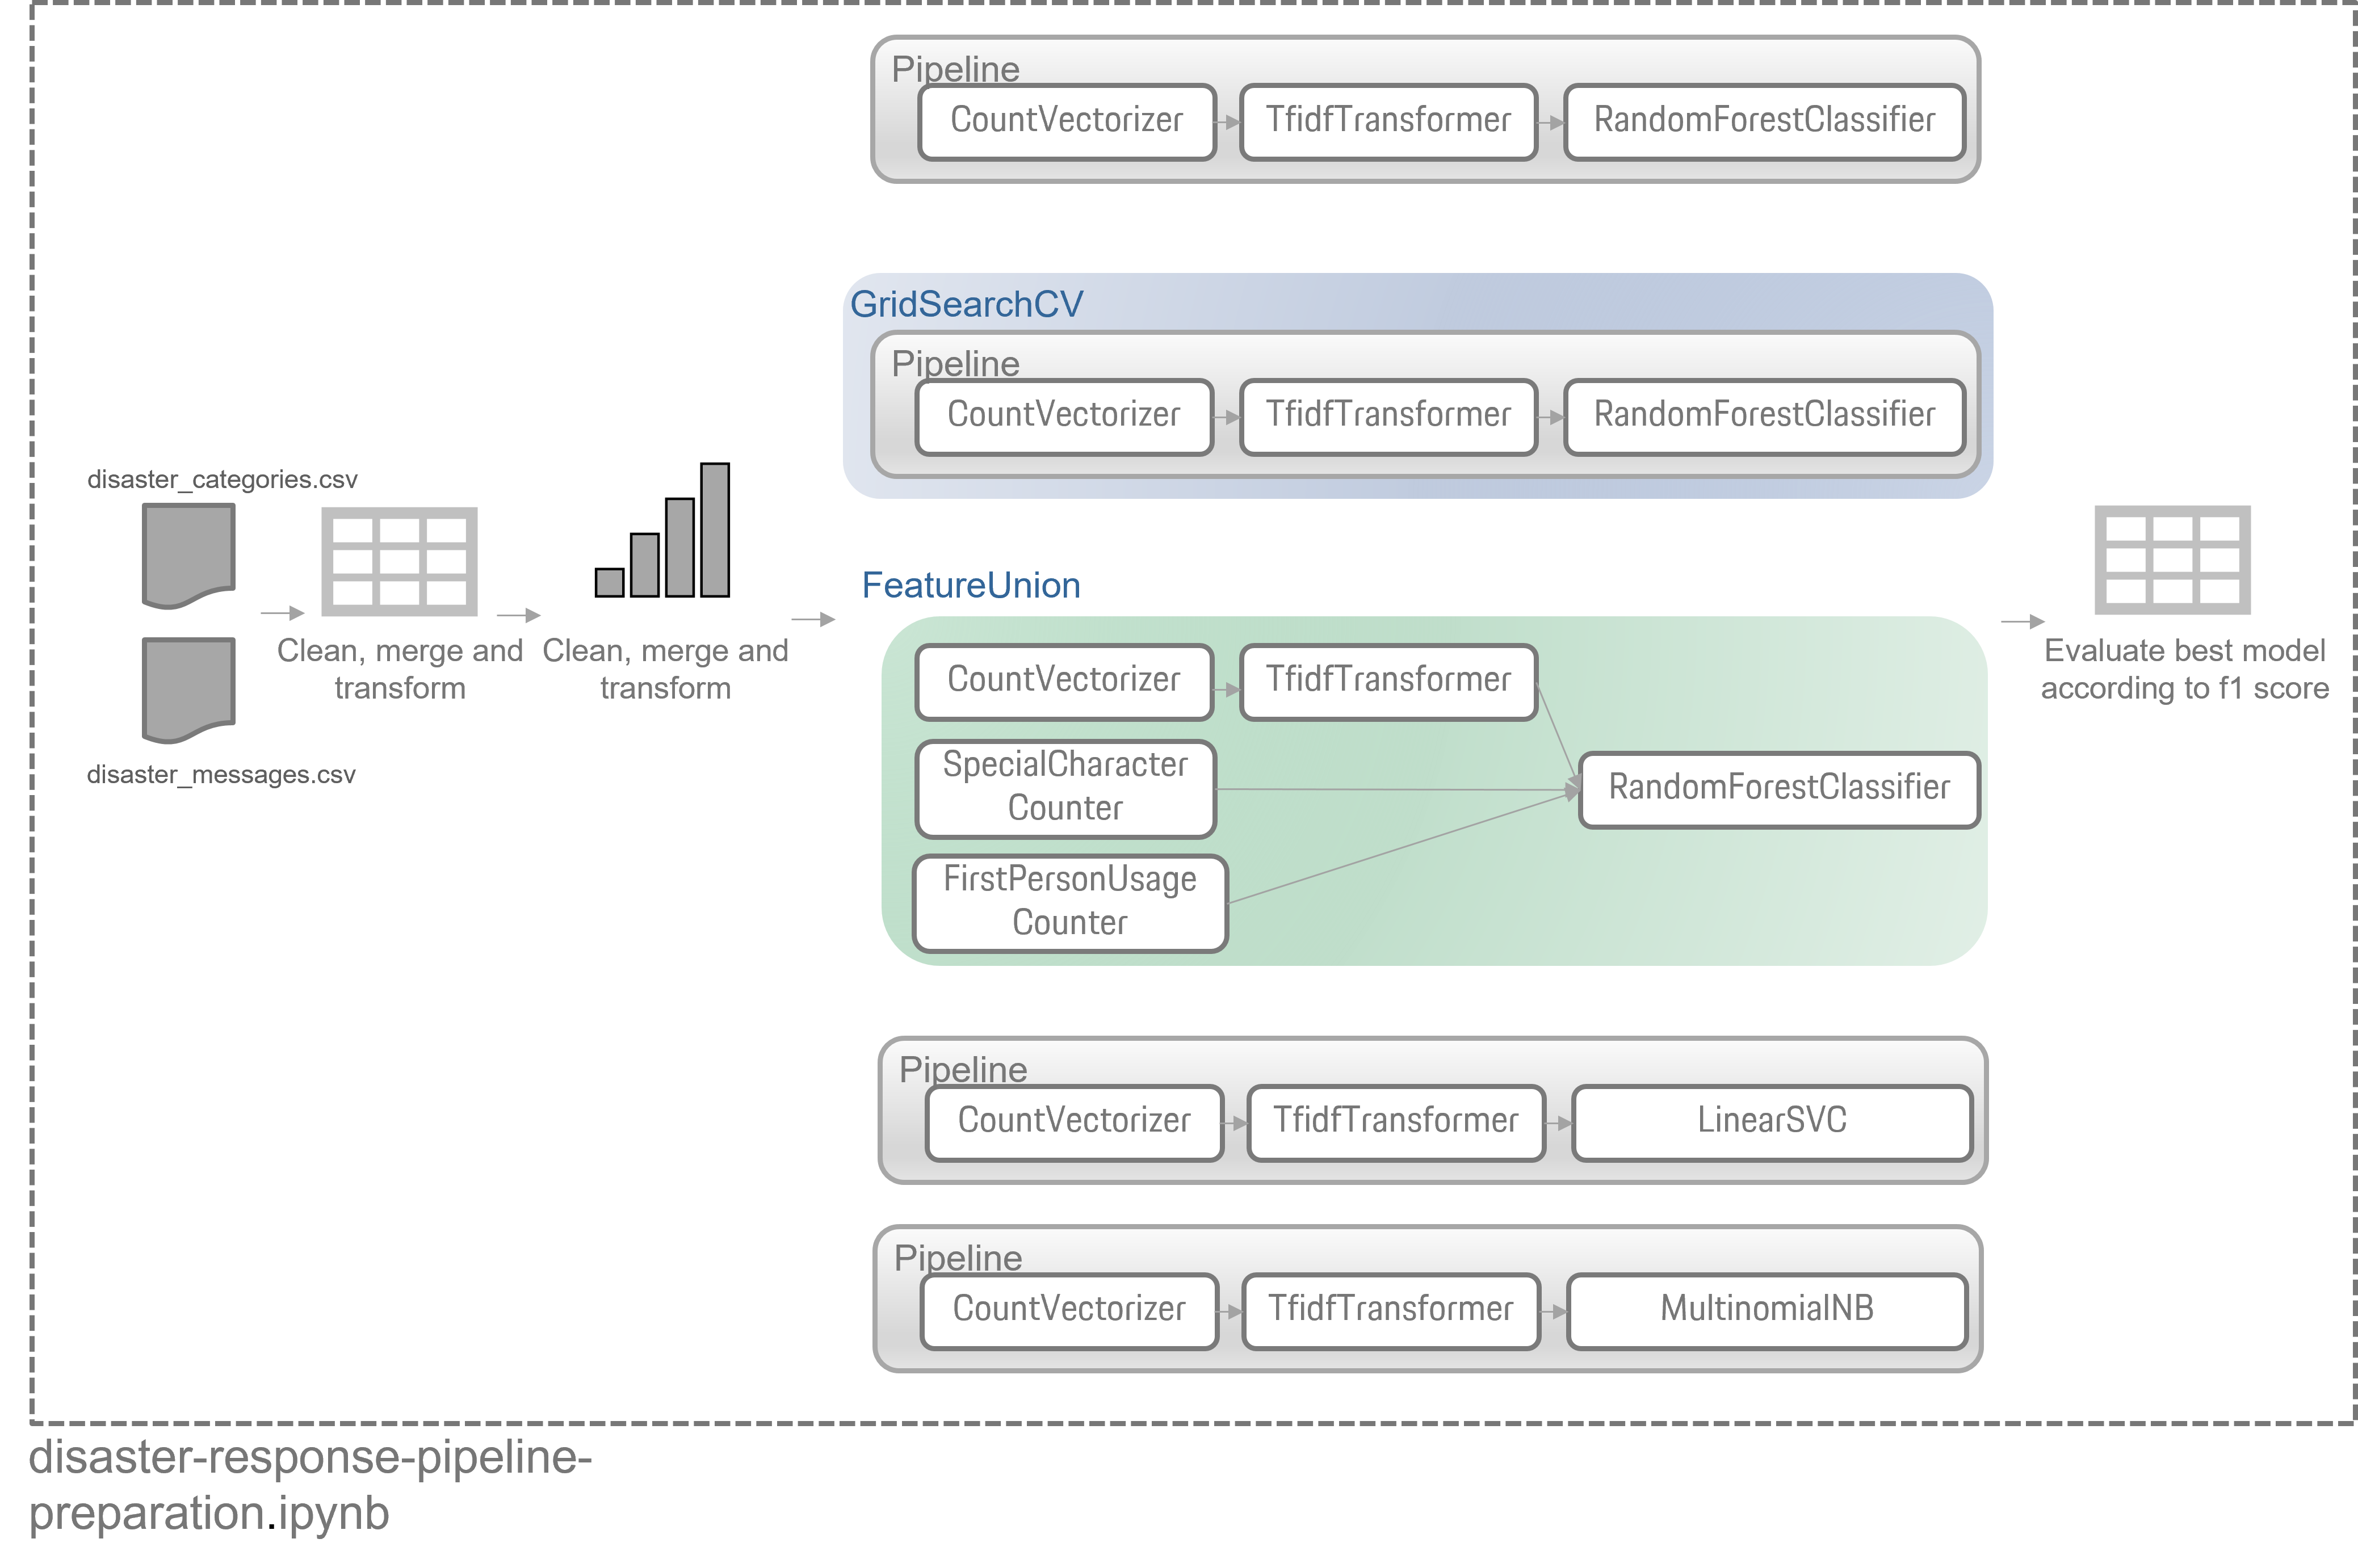 Pipeline
CountVectorizer
TfidfTransformer
RandomForestClassifier
GridSearchCV
Pipeline
CountVectorizer
TfidfTransformer
RandomForestClassifier
disaster_categories.csv
disaster_messages.csv
Clean, merge and
transform
Clean, merge and
transform
FeatureUnion
CountVectorizer
TfidfTransformer
SpecialCharacter
Counter
FirstPersonUsage
Counter
RandomForestClassifier
Evaluate best model
according to f1 score
Pipeline
CountVectorizer
TfidfTransformer
LinearSVC
Pipeline
CountVectorizer
TfidfTransformer
MultinomialNB
disaster-response-pipeline-
preparation.ipynb